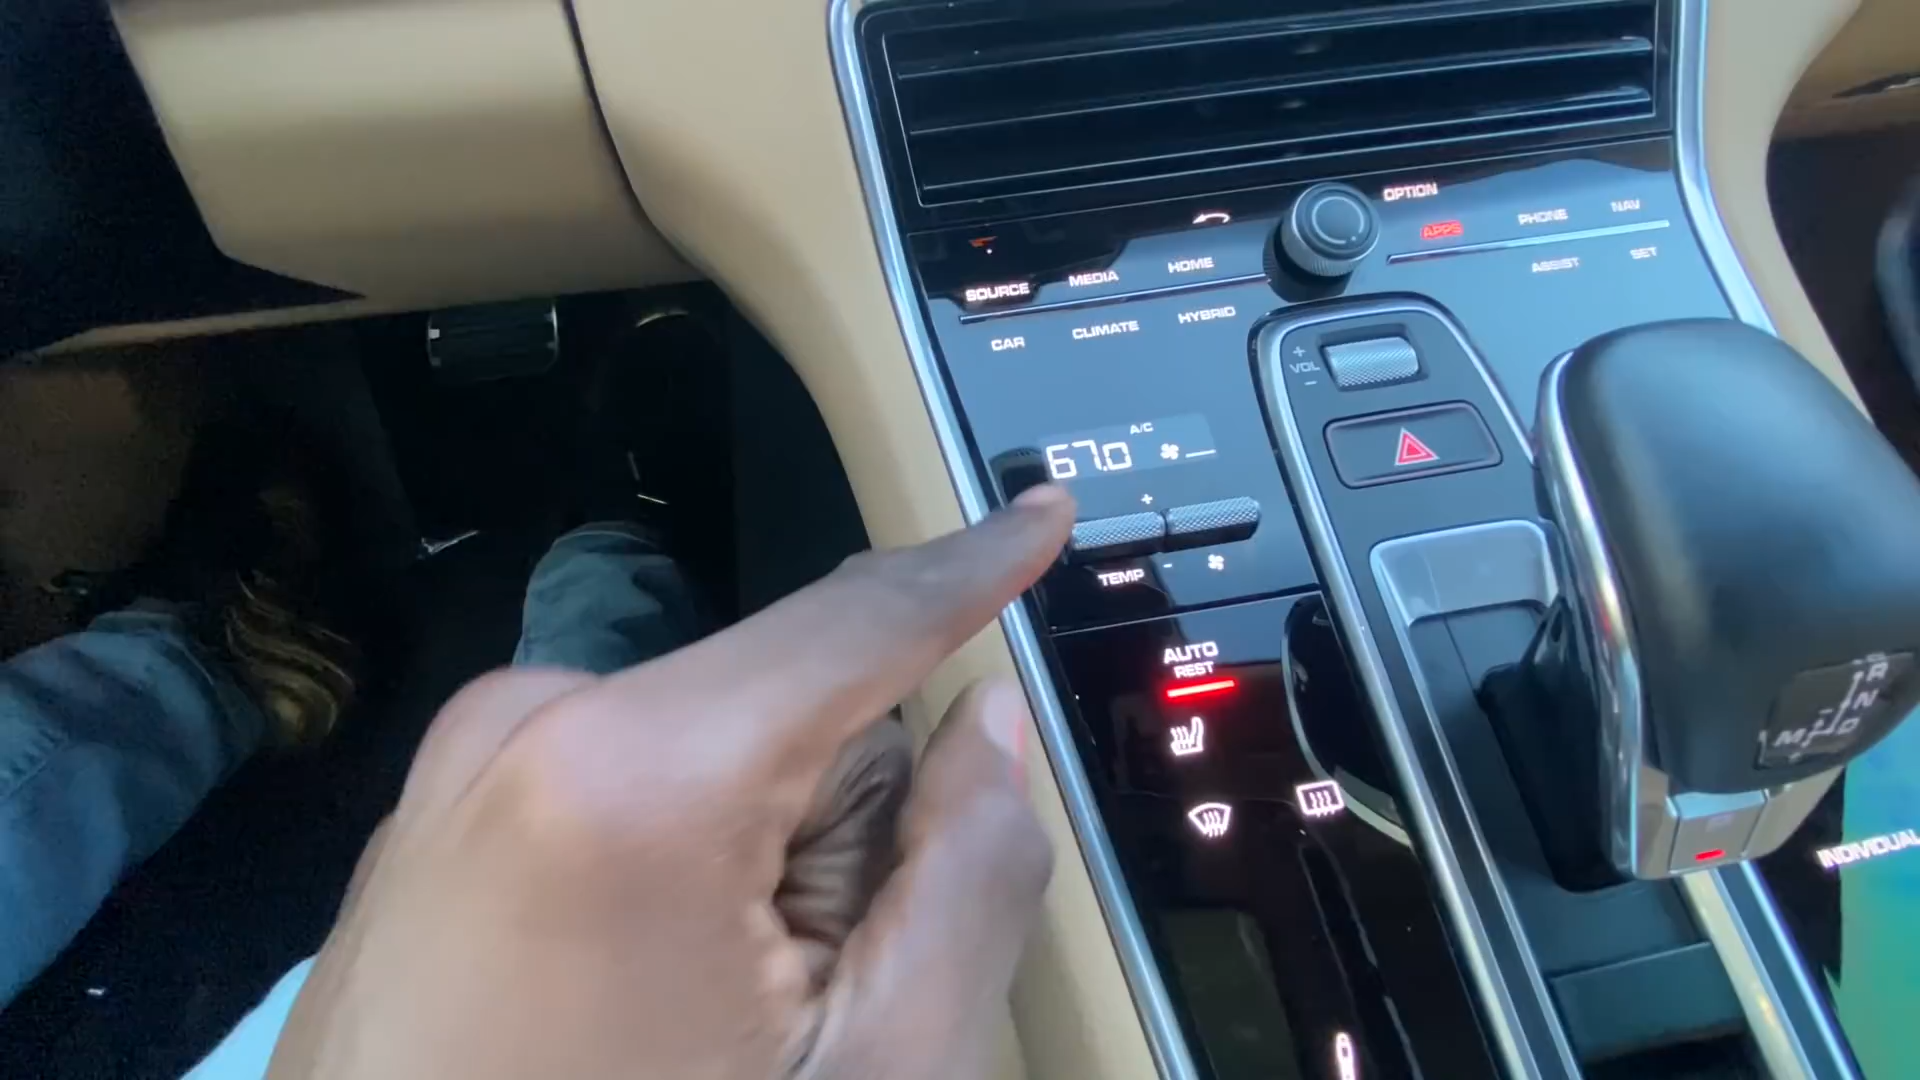 OPTION
APPS PHONE NAV
SOURCE MEDIA HOME
ASSIST SET
CAR CLIMATE HYBRID
+
VOL
-
A/C
67.0
+
TEMP -
AUTO
REST
R
N
M D
INDIVIDUAL